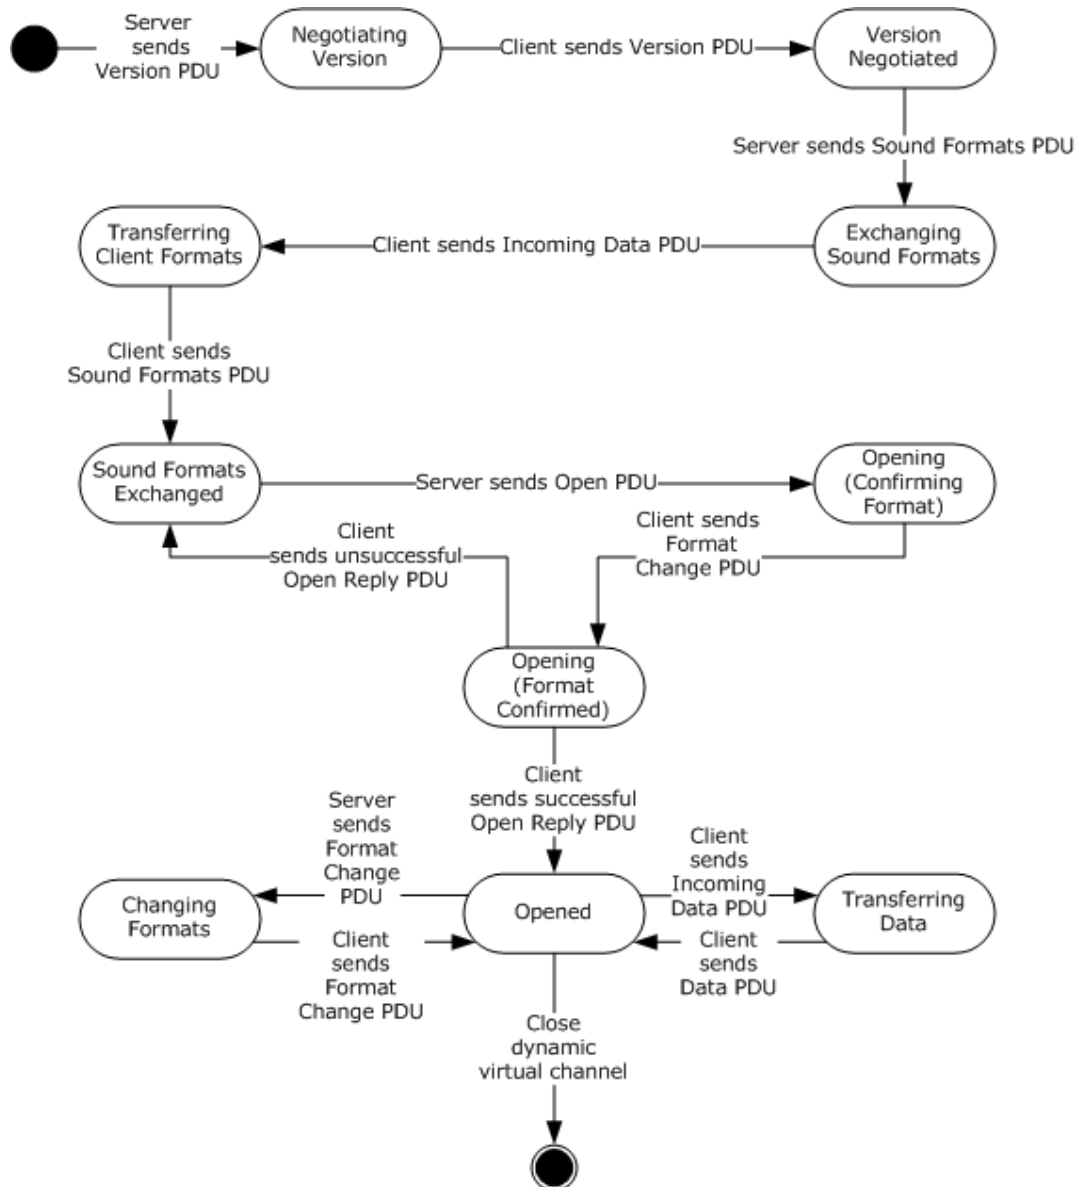 Server
sends
Version PDU
Negotiating
Version
Client sends Version PDU
Version
Negotiated
Server sends Sound Formats PDU
Transferring
Client Formats
Client sends Incoming Data PDU
Exchanging
Sound Formats
Client sends
Sound Formats PDU
Sound Formats
Exchanged
Server sends Open PDU
Opening
(Confirming
Format)
Client
sends unsuccessful
Open Reply PDU
Client sends
Format
Change PDU
Opening
(Format
Confirmed)
Client
sends successful
Open Reply PDU
Server
sends
Format
Change
PDU
Client
sends
Incoming
Data PDU
Changing
Formats
Opened
Transferring
Data
Client
sends
Format
Change PDU
Client
sends
Data PDU
Close
dynamic
virtual channel